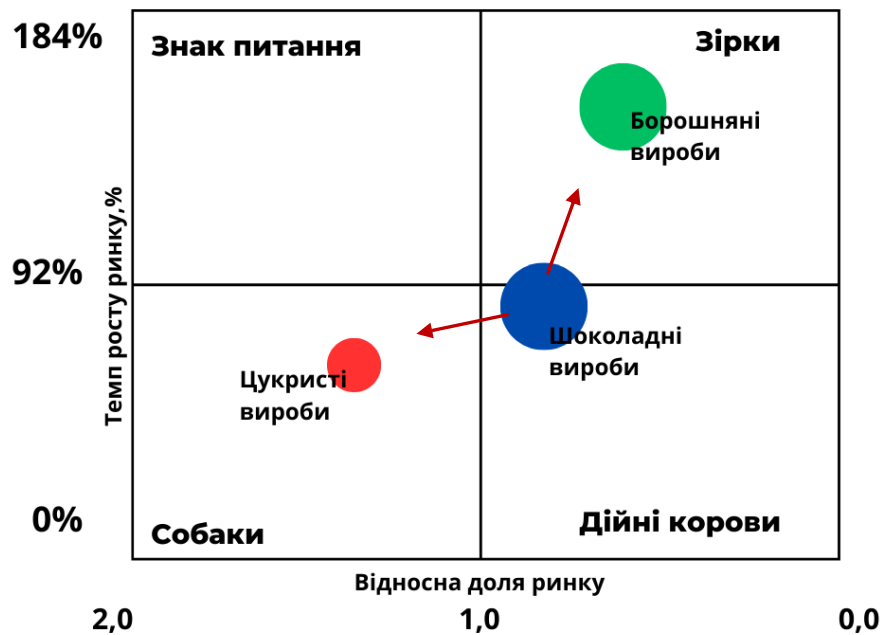 184%
Знак питання
Зірки
Борошняні
вироби
92%
Темп росту ринку,%
Шоколадні
вироби
Цукристі
вироби
0%
Собаки
Дійні корови
Відносна доля ринку
2,0
1,0
0,0